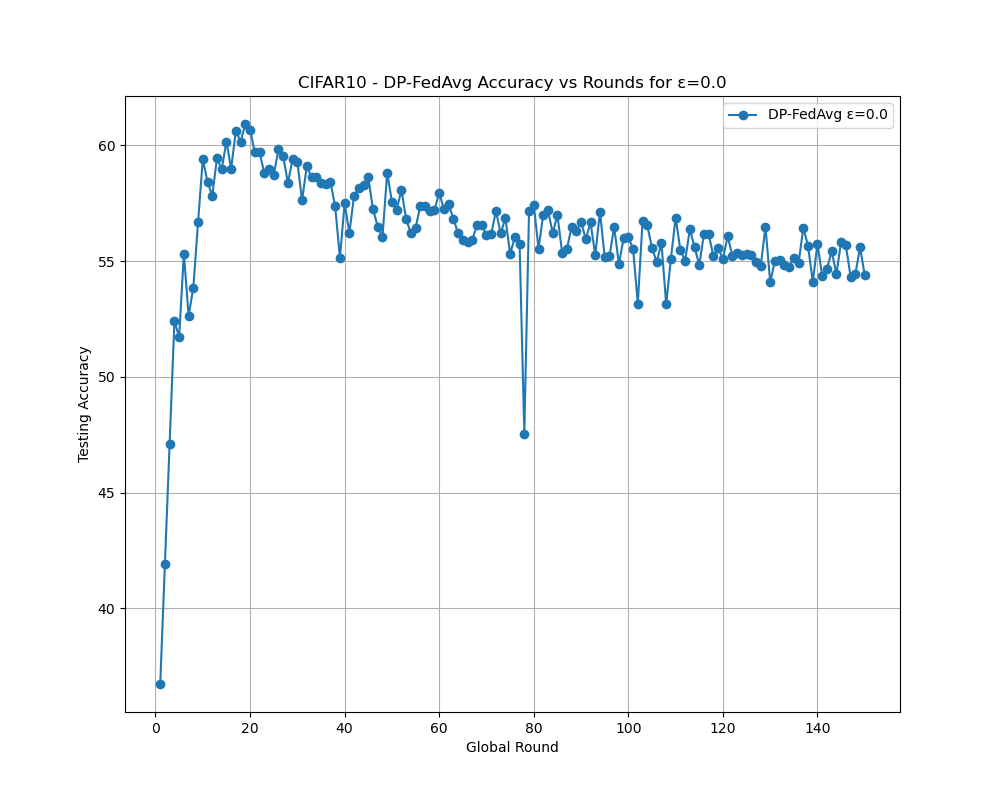 CIFAR10 - DP-FedAvg Accuracy vs Rounds for ε=0.0
DP-FedAvg ε=0.0
Testing Accuracy
60
55
50
45
40
0 20 40 60 80 100 120 140
Global Round